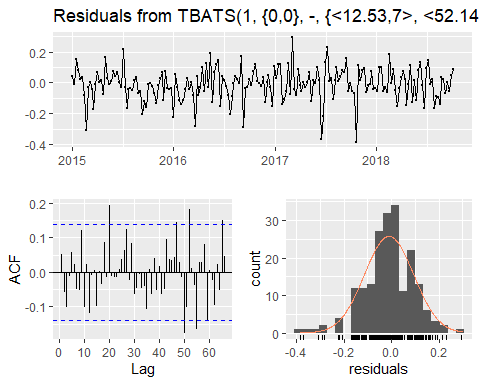 Residuals from TBATS(1, {0,0}, -, {<12.53,7>, <52.14
0.2
0.0
-0.2
-0.4
2015 2016 2017 2018
ACF
0.2
0.1
0.0
-0.1
0 10 20 30 40 50 60
Lag
count
30
20
10
0
-0.4 -0.2 0.0 0.2
residuals